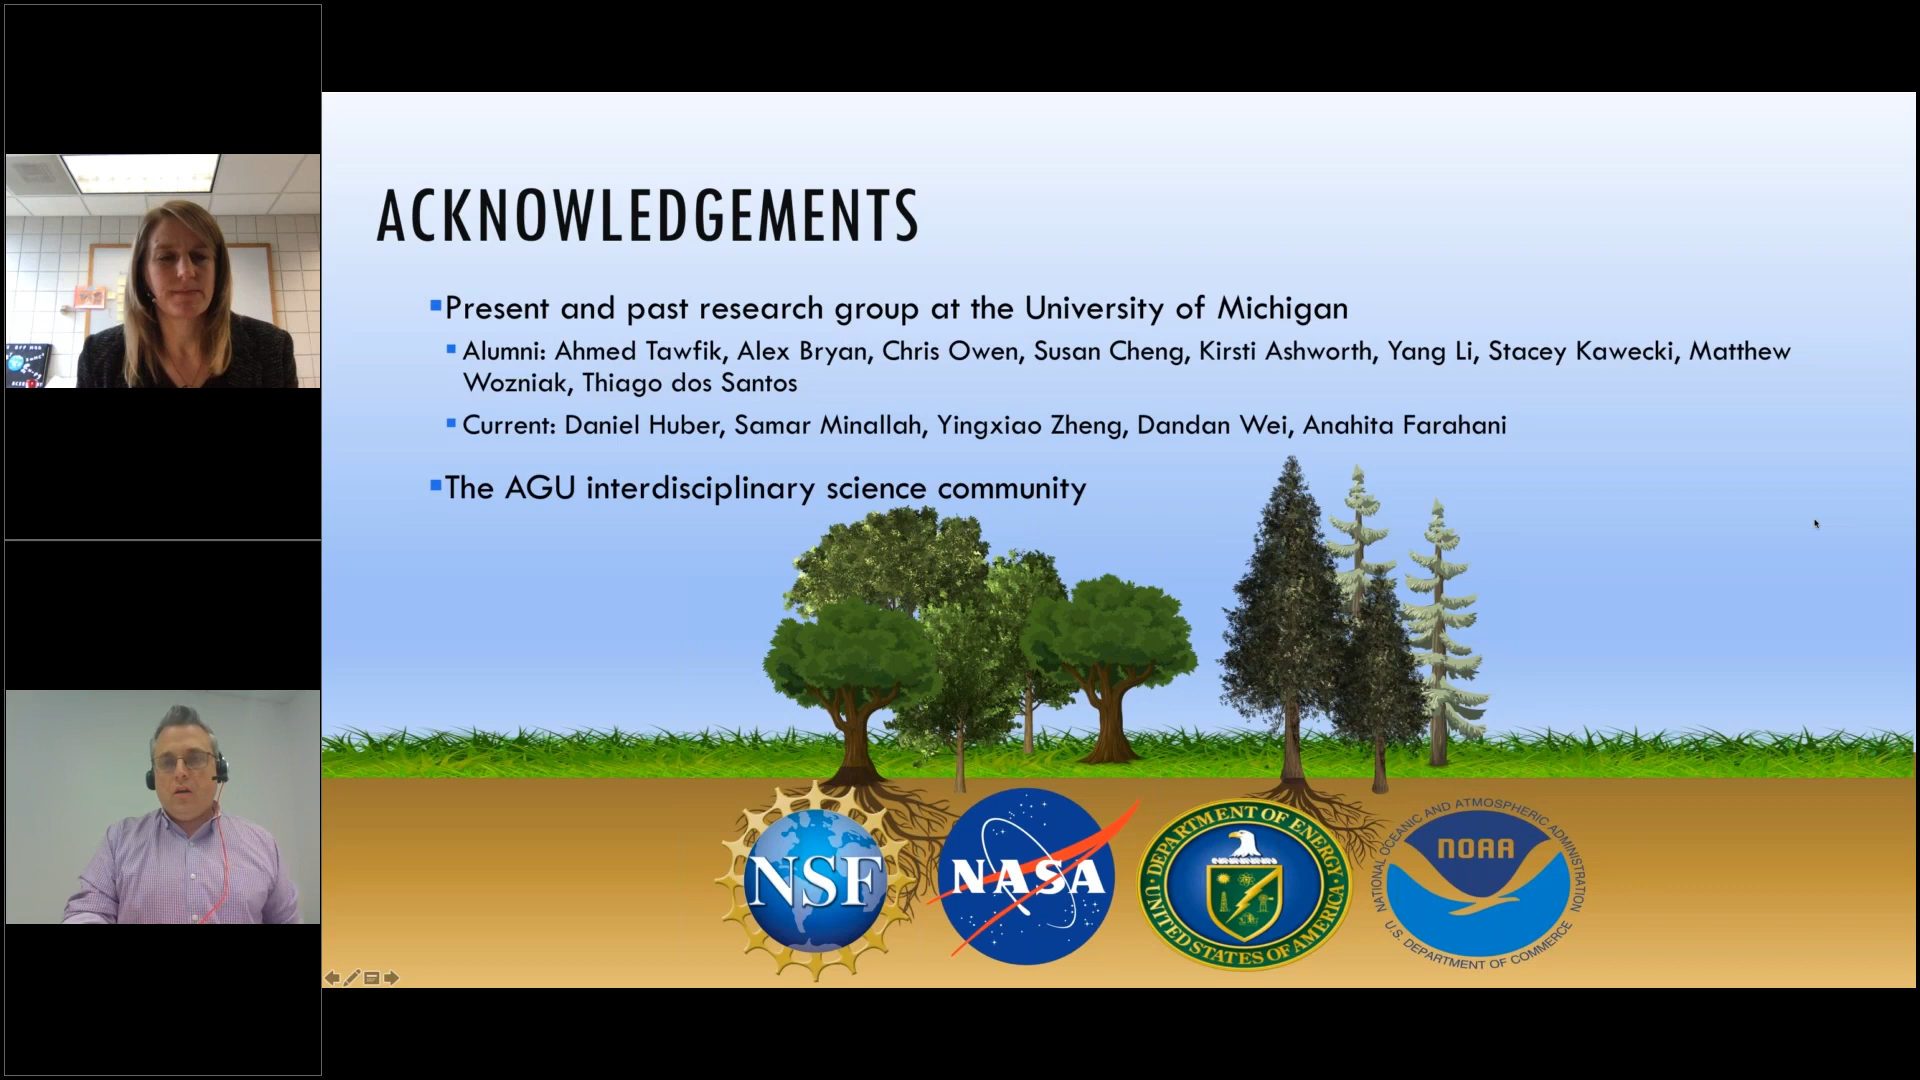 ACKNOWLEDGEMENTS
Present and past research group at the University of Michigan
Alumni: Ahmed Tawfik, Alex Bryan, Chris Owen, Susan Cheng, Kirsti Ashworth, Yang Li, Stacey Kawecki, Matthew
Wozniak, Thiago dos Santos
Current: Daniel Huber, Samar Minallah, Yingxiao Zheng, Dandan Wei, Anahita Farahani
The AGU interdisciplinary science community
NSF
NASA
DEPARTMENT OF ENERGY
UNITED STATES OF AMERICA
NATIONAL OCEANIC AND ATMOSPHERIC ADMINISTRATION
NOAA
U.S. DEPARTMENT OF COMMERCE